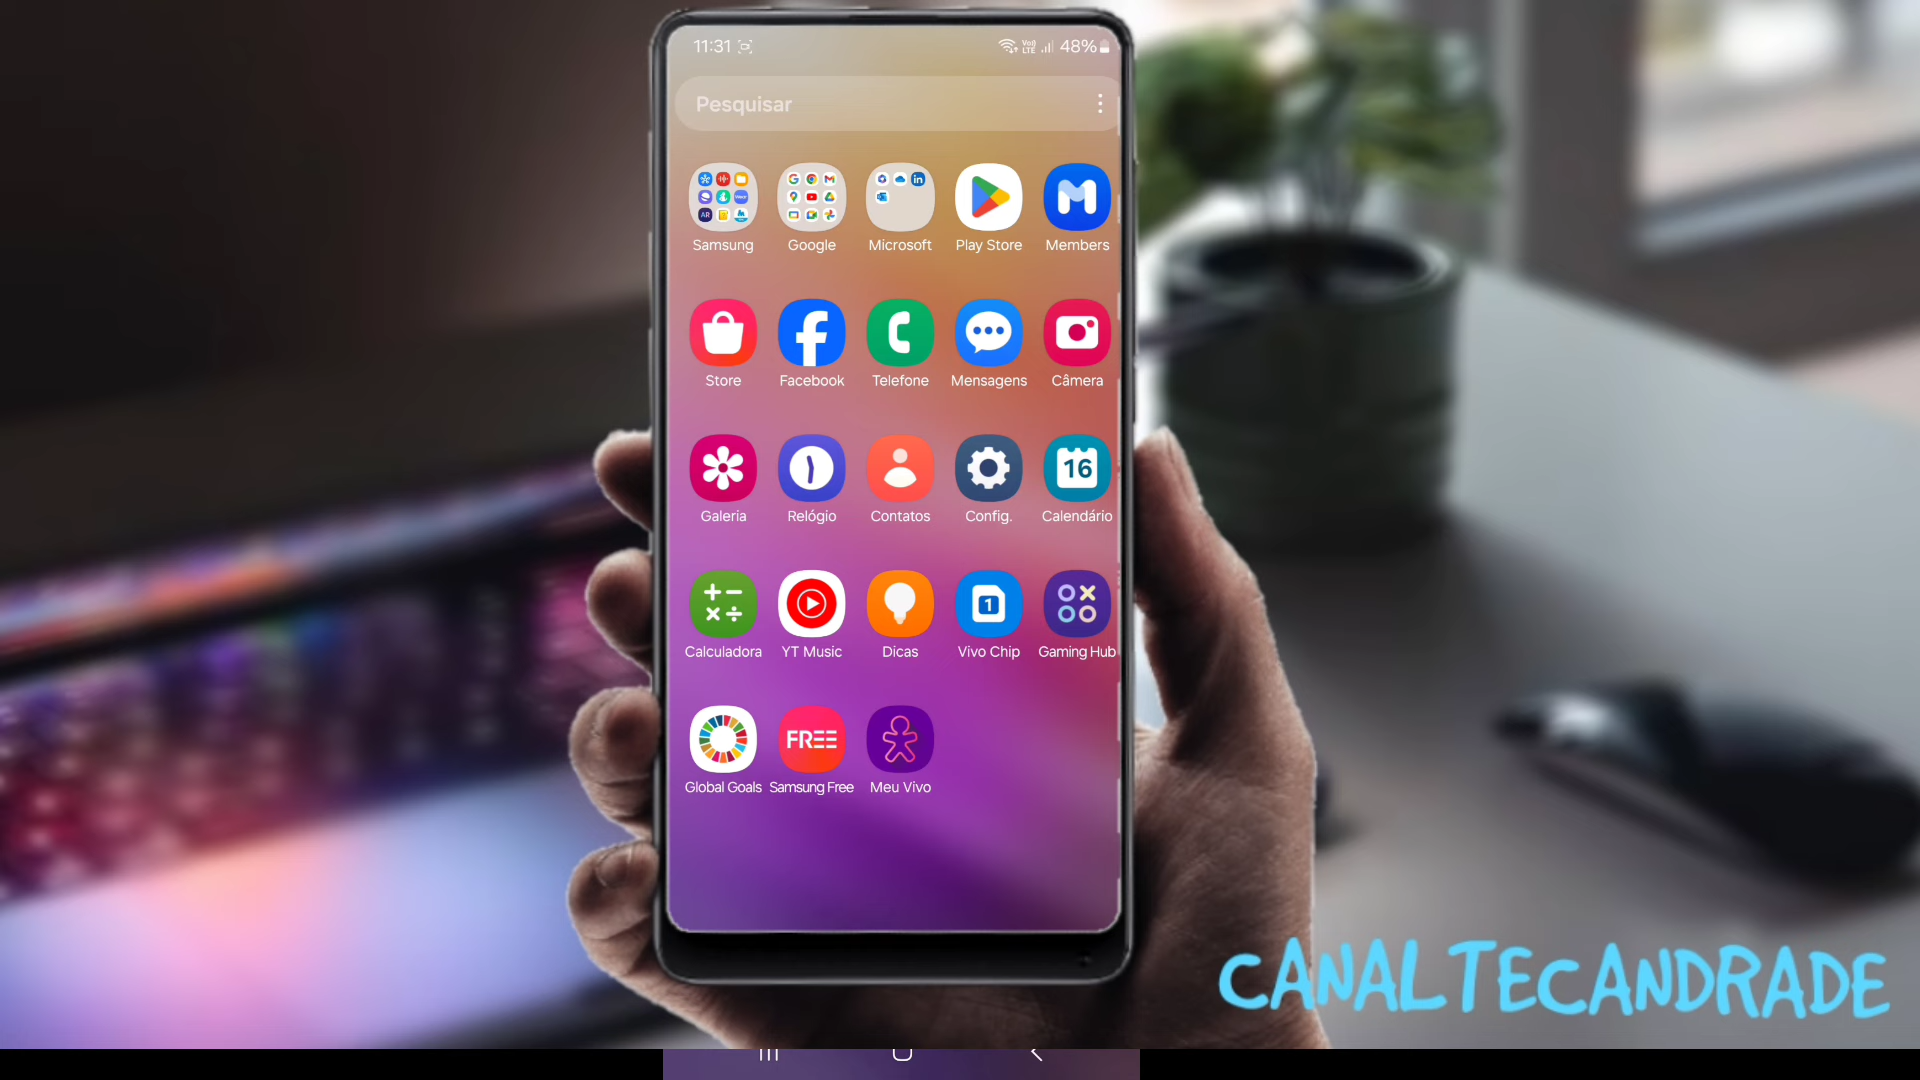 11:31 48%
Pesquisar
Samsung Google Microsoft Play Store Members
Store Facebook Telefone Mensagens Câmera
16
Galeria Relógio Contatos Config. Calendário
1
Calculadora YT Music Dicas Vivo Chip Gaming Hub
FREE
Global Goals Samsung Free Meu Vivo
CANALTECANDRADE